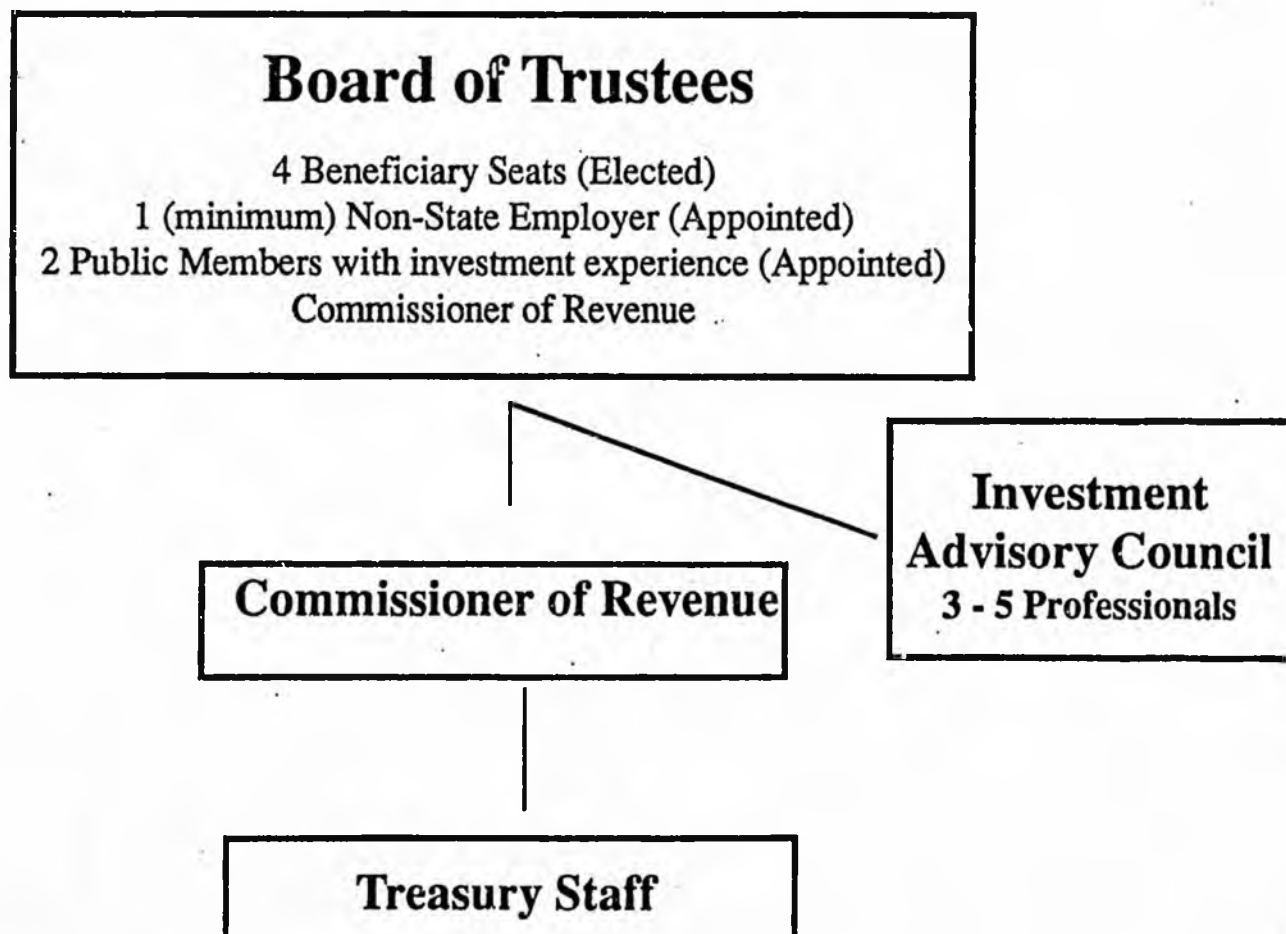 Board of Trustees
4 Beneficiary Seats (Elected)
1 (minimum) Non-State Employer (Appointed)
2 Public Members with investment experience (Appointed)
Commissioner of Revenue
Investment
Advisory Council
3 - 5 Professionals
Commissioner of Revenue
Treasury Staff